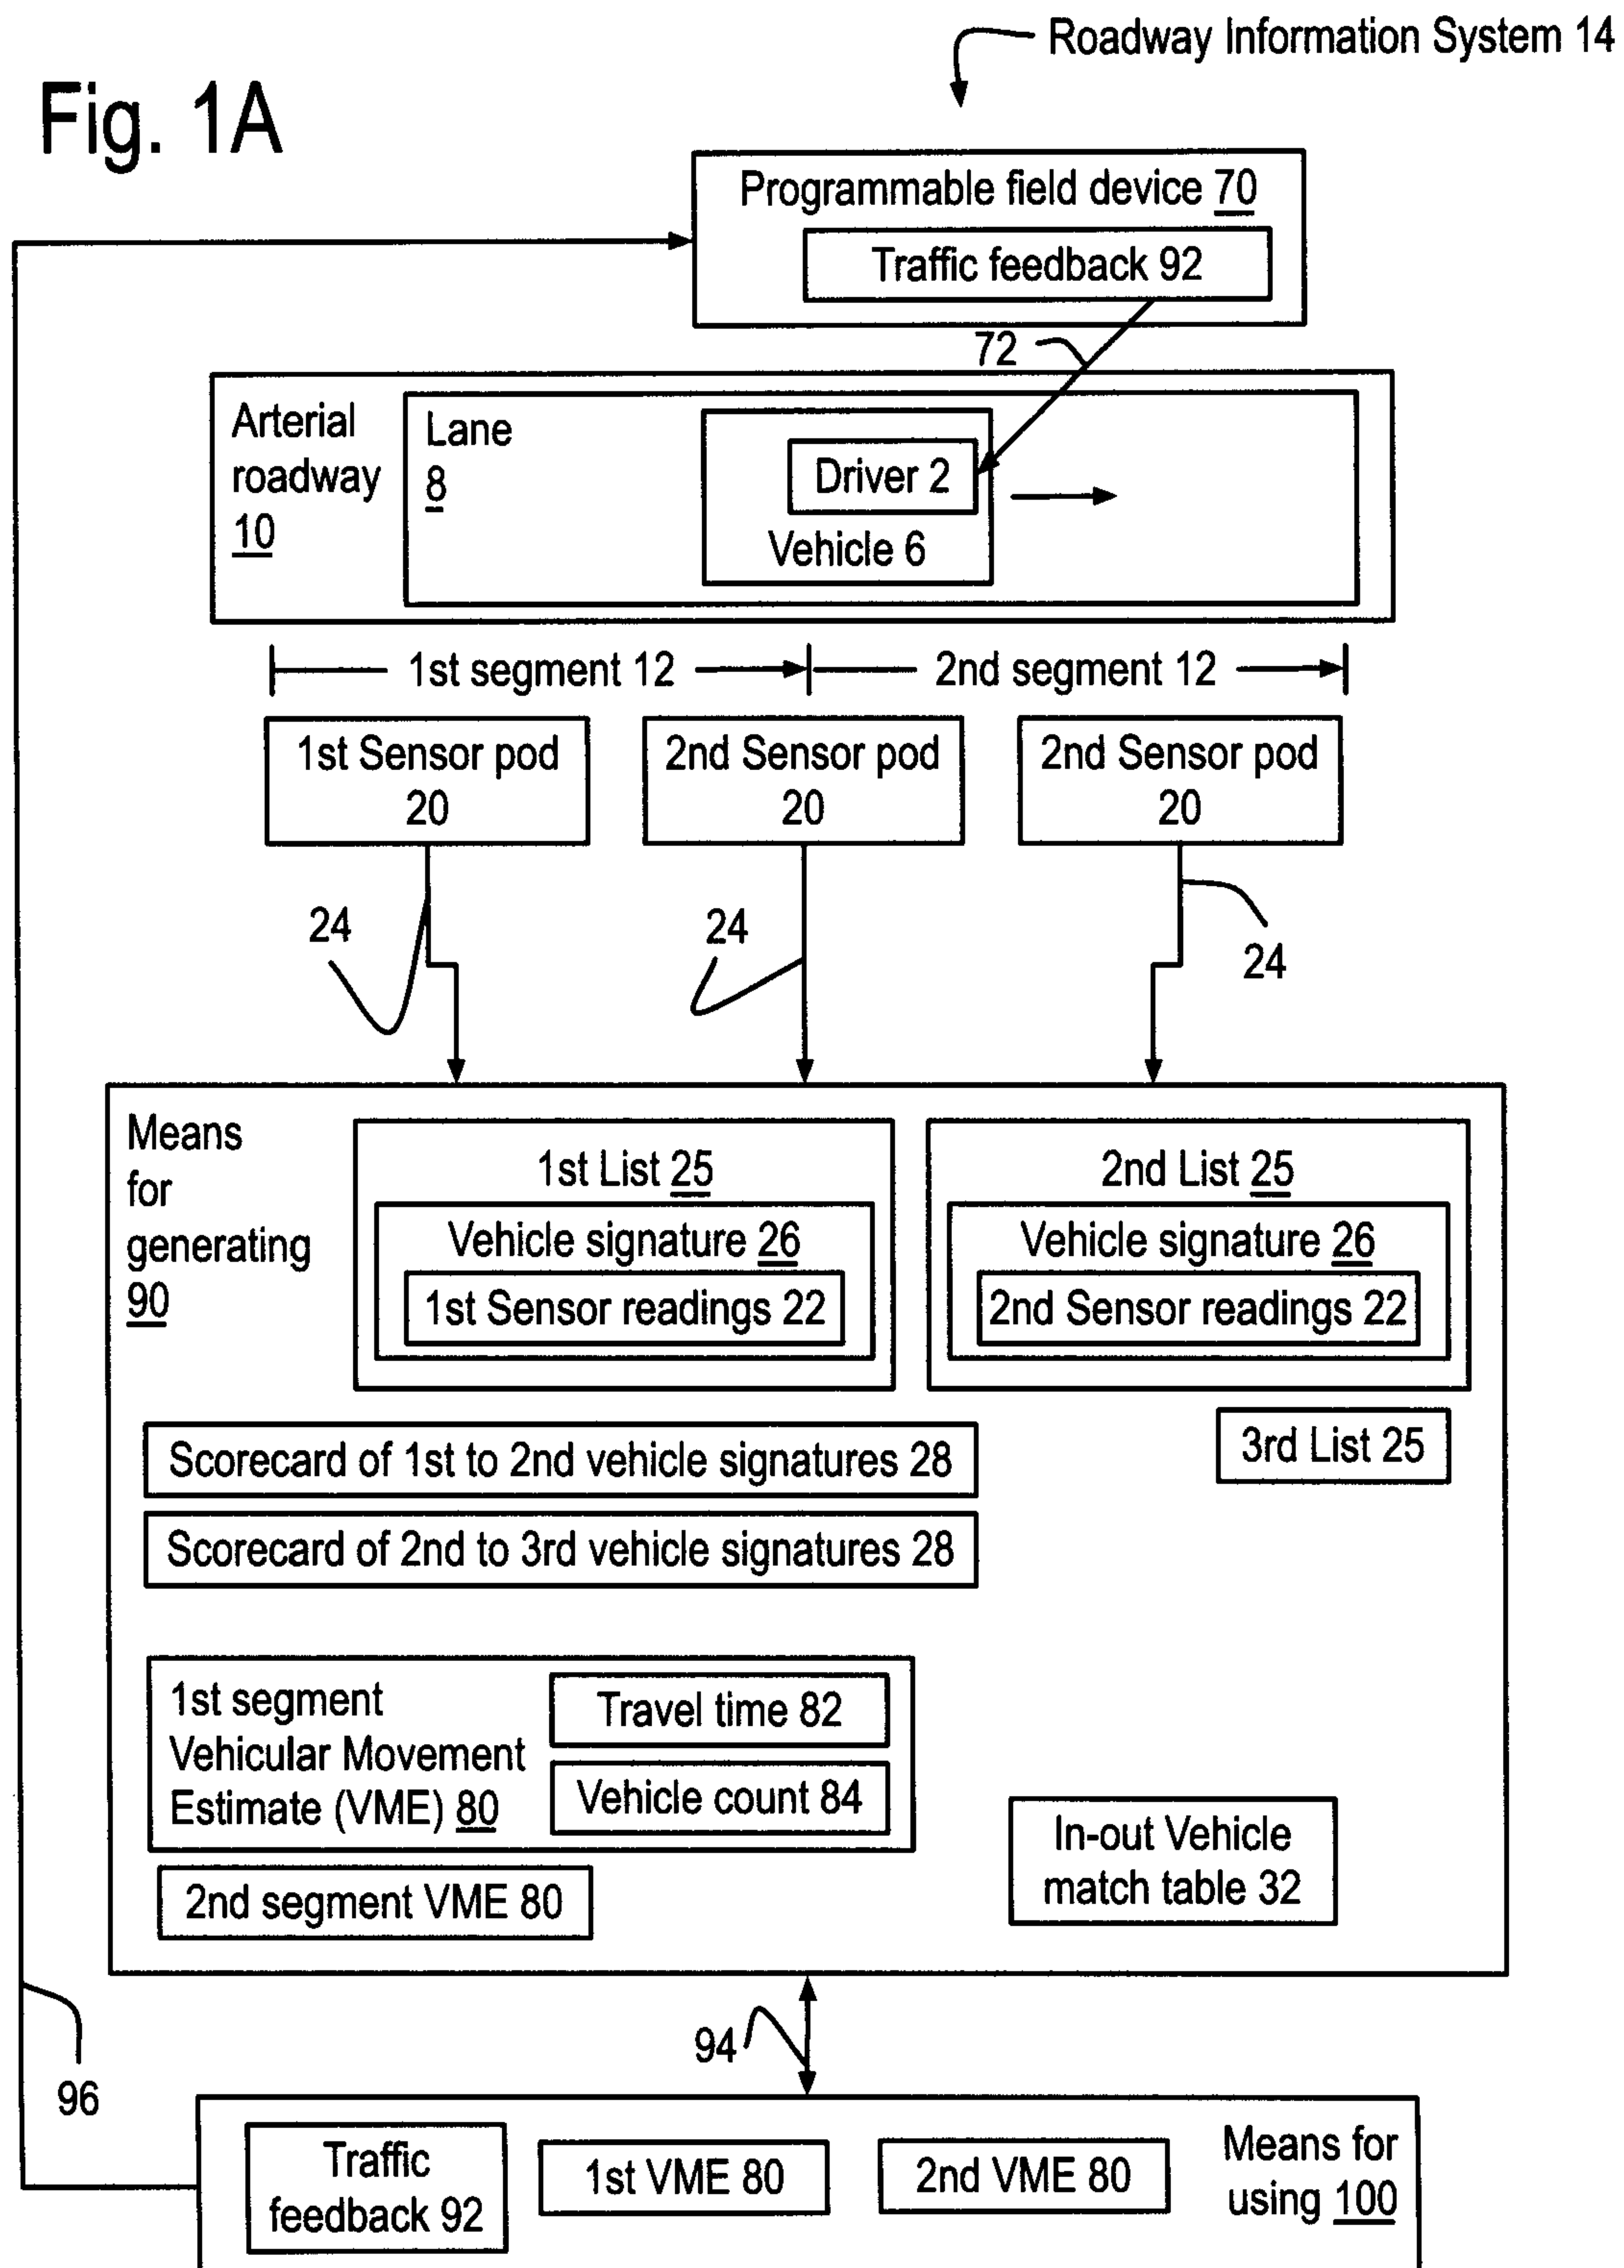 Roadway Information System 14
Fig. 1A
Programmable field device 70
Traffic feedback 92
72
Arterial
roadway
10
Lane
8
Driver 2
Vehicle 6
1st segment 12
2nd segment 12
1st Sensor pod
20
2nd Sensor pod
20
2nd Sensor pod
20
24
24
24
Means
for
generating
90
1st List 25
Vehicle signature 26
1st Sensor readings 22
2nd List 25
Vehicle signature 26
2nd Sensor readings 22
3rd List 25
Scorecard of 1st to 2nd vehicle signatures 28
Scorecard of 2nd to 3rd vehicle signatures 28
1st segment
Vehicular Movement
Estimate (VME) 80
Travel time 82
Vehicle count 84
2nd segment VME 80
In-out Vehicle
match table 32
94
96
Traffic
feedback 92
1st VME 80
2nd VME 80
Means for
using 100